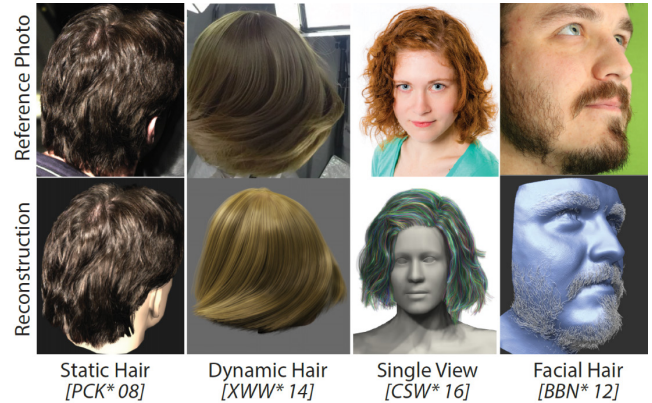 Reference Photo
Reconstruction
Static Hair
[PCK* 08]
Dynamic Hair
[XWW* 14]
Single View
[CSW* 16]
Facial Hair
[BBN* 12]